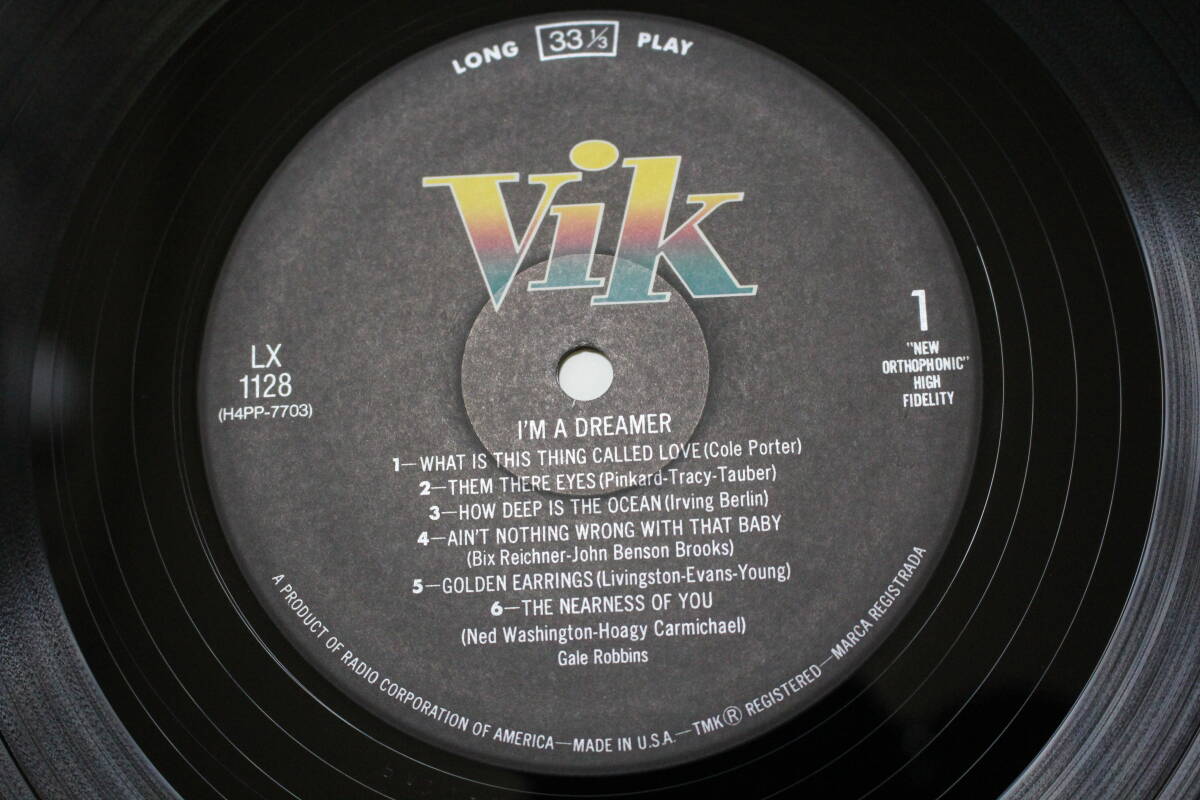 LONG 33 1/3 PLAY
Vik
LX
1128
(H4PP-7703)
1
"NEW
ORTHOPHONIC"
HIGH
FIDELITY
I'M A DREAMER
1—WHAT IS THIS THING CALLED LOVE (Cole Porter)
2—THEM THERE EYES (Pinkard-Tracy-Tauber)
3—HOW DEEP IS THE OCEAN (Irving Berlin)
4—AIN'T NOTHING WRONG WITH THAT BABY
(Bix Reichner-John Benson Brooks)
5—GOLDEN EARRINGS (Livingston-Evans-Young)
6—THE NEARNESS OF YOU
(Ned Washington-Hoagy Carmichael)
Gale Robbins
A PRODUCT OF RADIO CORPORATION OF AMERICA—MADE IN U.S.A.—TMK® REGISTERED—MARCA REGISTRADA